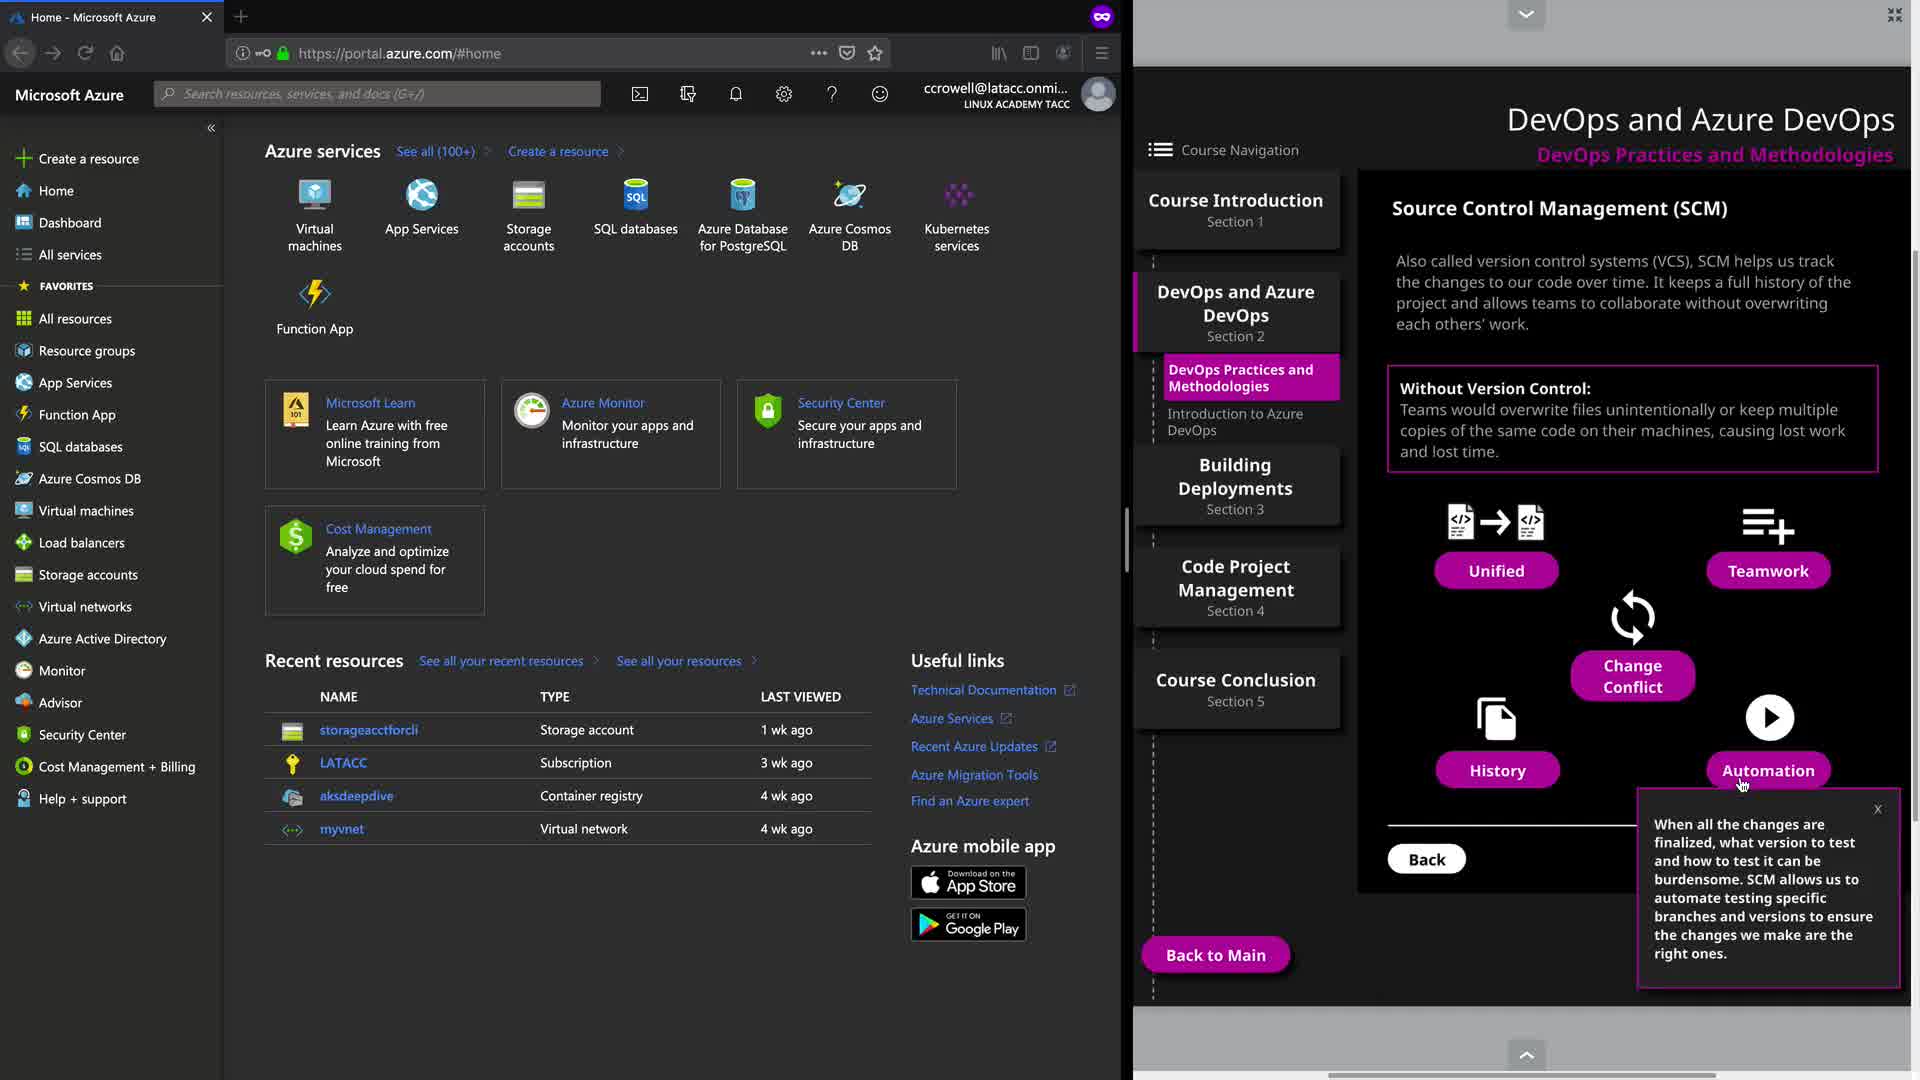 Home - Microsoft Azure
https://portal.azure.com/#home
Microsoft Azure
Search resources, services, and docs (G+/)
ccrowell@latacc.onmi...
LINUX ACADEMY TACC
Create a resource
Home
Dashboard
All services
FAVORITES
All resources
Resource groups
App Services
Function App
SQL databases
Azure Cosmos DB
Virtual machines
Load balancers
Storage accounts
Virtual networks
Azure Active Directory
Monitor
Advisor
Security Center
Cost Management + Billing
Help + support
Azure services
See all (100+)
Create a resource
Virtual
machines
App Services
Storage
accounts
SQL
SQL databases
Azure Database
for PostgreSQL
Azure Cosmos
DB
Kubernetes
services
Function App
101
Microsoft Learn
Learn Azure with free
online training from
Microsoft
Azure Monitor
Monitor your apps and
infrastructure
Security Center
Secure your apps and
infrastructure
Cost Management
Analyze and optimize
your cloud spend for
free
Recent resources
See all your recent resources
See all your resources
NAME TYPE LAST VIEWED
storageacctforcli Storage account 1 wk ago
LATACC Subscription 3 wk ago
aksdeepdive Container registry 4 wk ago
myvnet Virtual network 4 wk ago
Useful links
Technical Documentation
Azure Services
Recent Azure Updates
Azure Migration Tools
Find an Azure expert
Azure mobile app
Download on the
App Store
GET IT ON
Google Play
DevOps and Azure DevOps
DevOps Practices and Methodologies
Course Navigation
Course Introduction
Section 1
DevOps and Azure
DevOps
Section 2
DevOps Practices and
Methodologies
Introduction to Azure
DevOps
Building
Deployments
Section 3
Code Project
Management
Section 4
Course Conclusion
Section 5
Back to Main
Source Control Management (SCM)
Also called version control systems (VCS), SCM helps us track
the changes to our code over time. It keeps a full history of the
project and allows teams to collaborate without overwriting
each others' work.
Without Version Control:
Teams would overwrite files unintentionally or keep multiple
copies of the same code on their machines, causing lost work
and lost time.
Unified
Teamwork
Change
Conflict
History
Automation
Back
X
When all the changes are
finalized, what version to test
and how to test it can be
burdensome. SCM allows us to
automate testing specific
branches and versions to ensure
the changes we make are the
right ones.